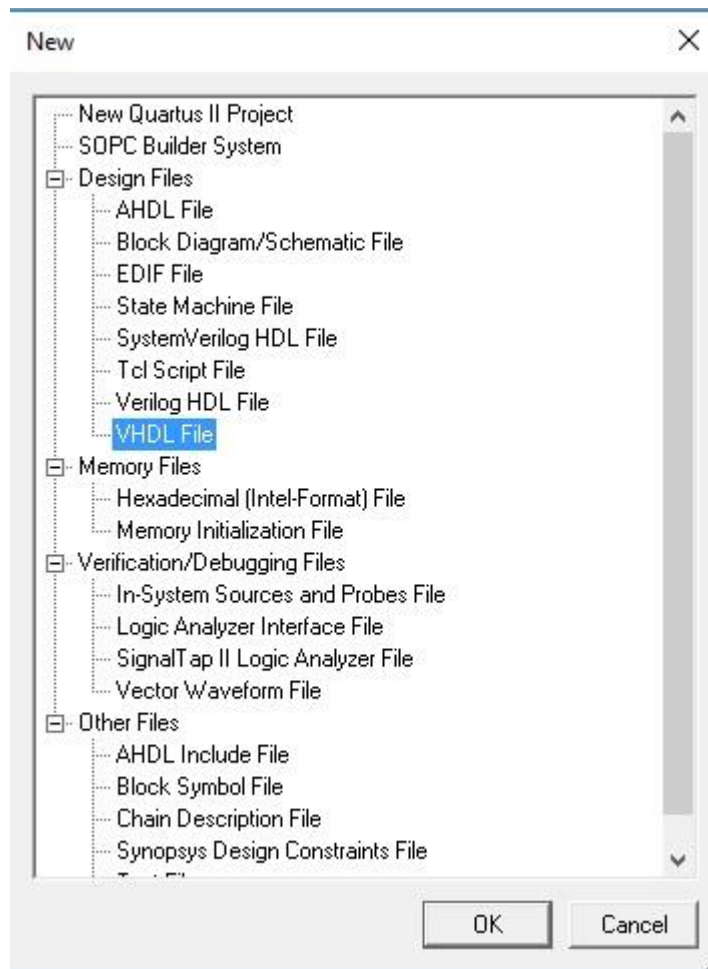 New
New Quartus II Project
SOPC Builder System
Design Files
AHDL File
Block Diagram/Schematic File
EDIF File
State Machine File
SystemVerilog HDL File
Tcl Script File
Verilog HDL File
VHDL File
Memory Files
Hexadecimal (Intel-Format) File
Memory Initialization File
Verification/Debugging Files
In-System Sources and Probes File
Logic Analyzer Interface File
SignalTap II Logic Analyzer File
Vector Waveform File
Other Files
AHDL Include File
Block Symbol File
Chain Description File
Synopsys Design Constraints File
OK Cancel